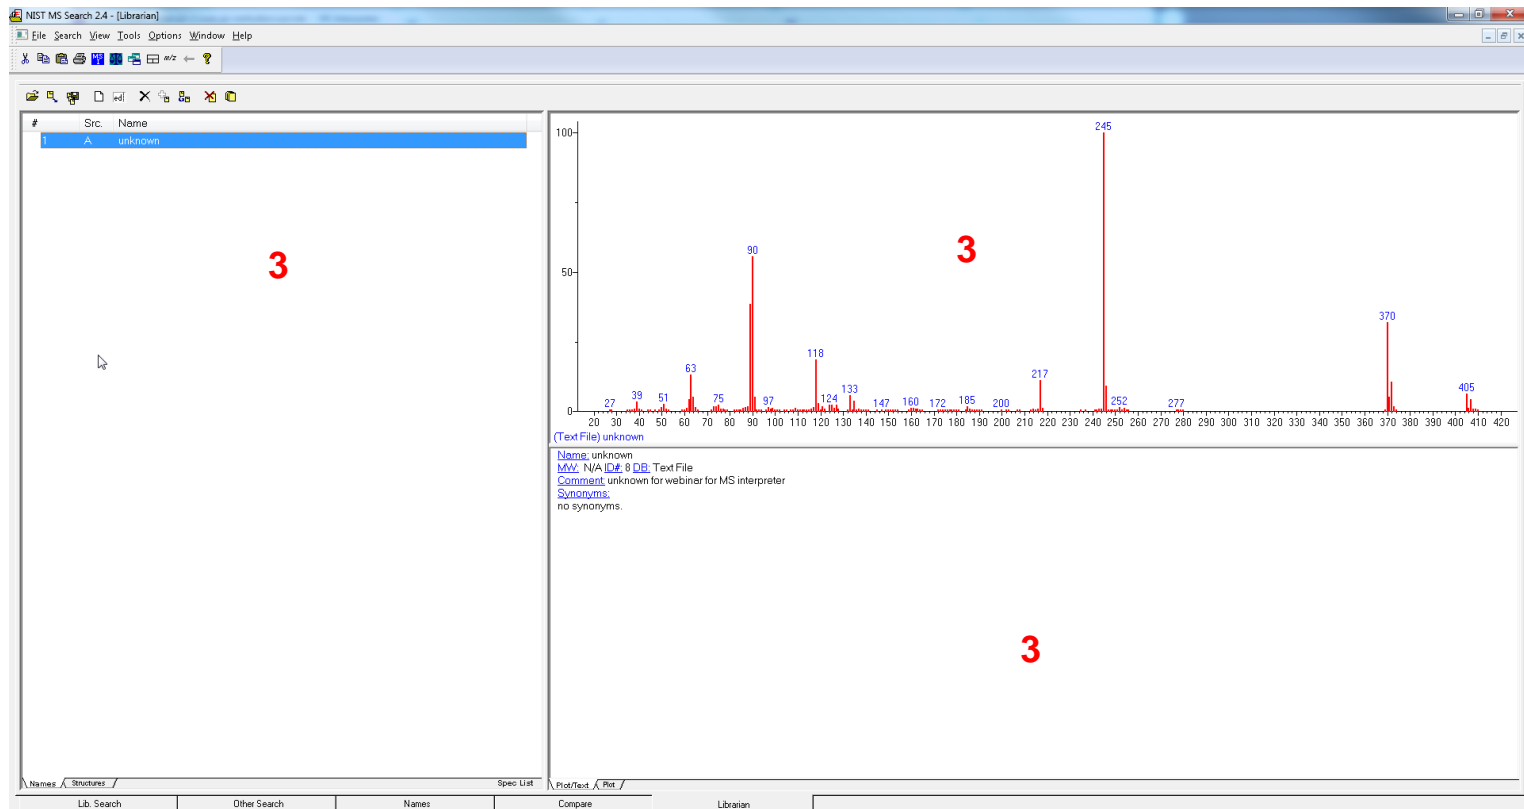 NIST MS Search 2.4 - [Librarian]
File Search View Tools Options Window Help
MS
m/z
?
edit
# Src. Name
1 A unknown
3
100
50
0
27
39
51
63
75
90
97
118
124
133
147
160
172
185
200
217
245
252
277
370
405
3
20 30 40 50 60 70 80 90 100 110 120 130 140 150 160 170 180 190 200 210 220 230 240 250 260 270 280 290 300 310 320 330 340 350 360 370 380 390 400 410 420
(Text File) unknown
Name: unknown
MW: N/A ID#: 8 DB: Text File
Comment: unknown for webinar for MS interpreter
Synonyms:
no synonyms.
3
Names Structures Spec List
Plot/Text Plot
Lib. Search Other Search Names Compare Librarian